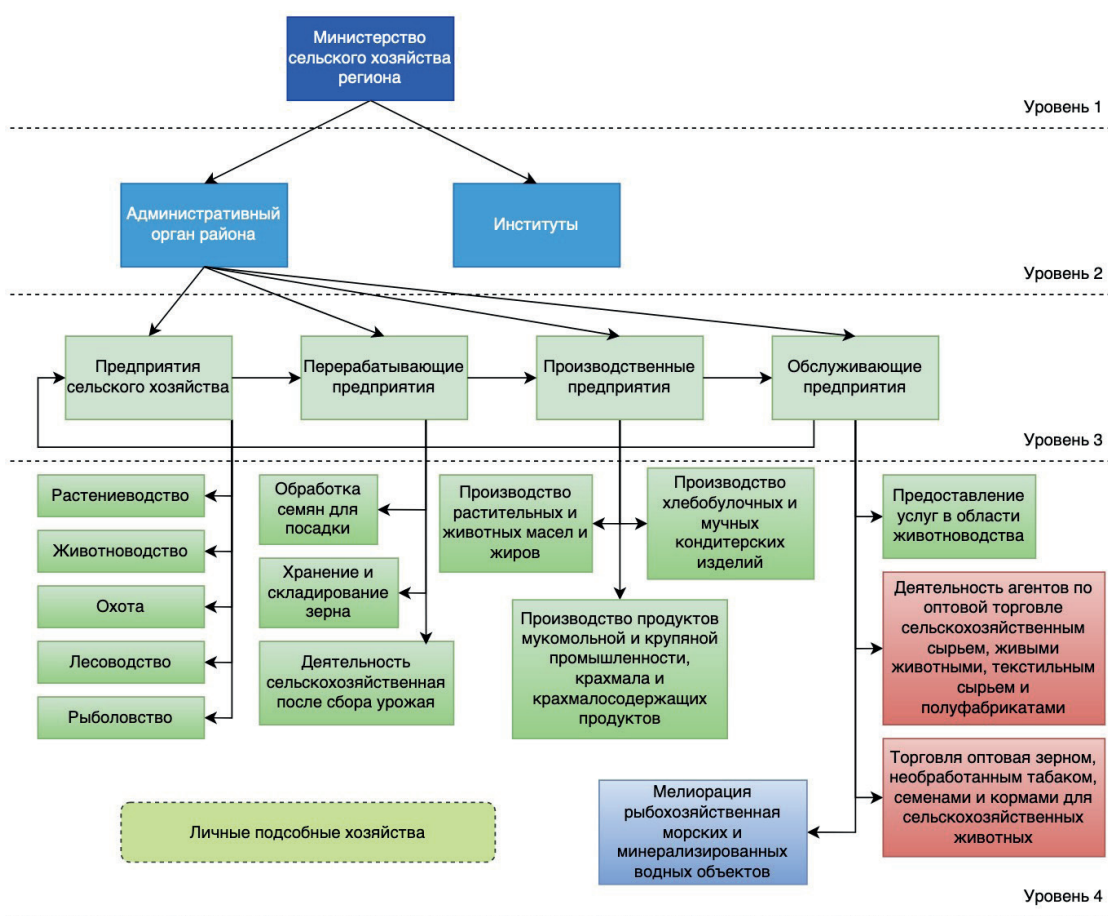 Министерство
сельского хозяйства
региона
Уровень 1
Административный
орган района
Институты
Уровень 2
Предприятия
сельского хозяйства
Перерабатывающие
предприятия
Производственные
предприятия
Обслуживающие
предприятия
Уровень 3
Растениеводство
Животноводство
Охота
Лесоводство
Рыболовство
Обработка
семян для
посадки
Хранение и
складирование
зерна
Деятельность
сельскохозяйственная
после сбора урожая
Производство
растительных и
животных масел и
жиров
Производство
хлебобулочных и
мучных
кондитерских
изделий
Производство продуктов
мукомольной и крупяной
промышленности,
крахмала и
крахмалосодержащих
продуктов
Предоставление
услуг в области
животноводства
Деятельность агентов по
оптовой торговле
сельскохозяйственным
сырьем, живыми
животными, текстильным
сырьем и
полуфабрикатами
Торговля оптовая зерном,
необработанным табаком,
семенами и кормами для
сельскохозяйственных
животных
Мелиорация
рыбохозяйственная
морских и
минерализированных
водных объектов
Личные подсобные хозяйства
Уровень 4